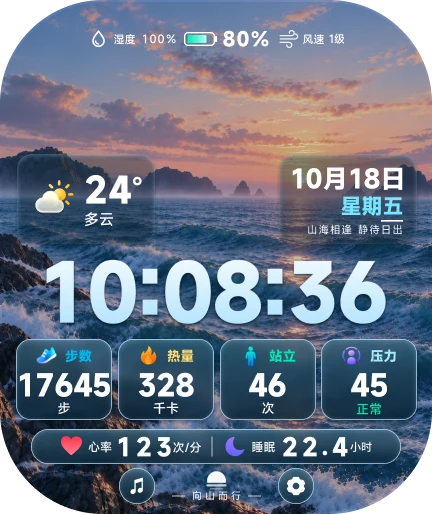 湿度 100% 80% 风速 1级
24°
多云
10月18日
星期五
山海相逢 静待日出
10:08:36
步数 热量 站立 压力
17645 328 46 45
步 千卡 次 正常
心率 123次/分 睡眠 22.4小时
向山而行